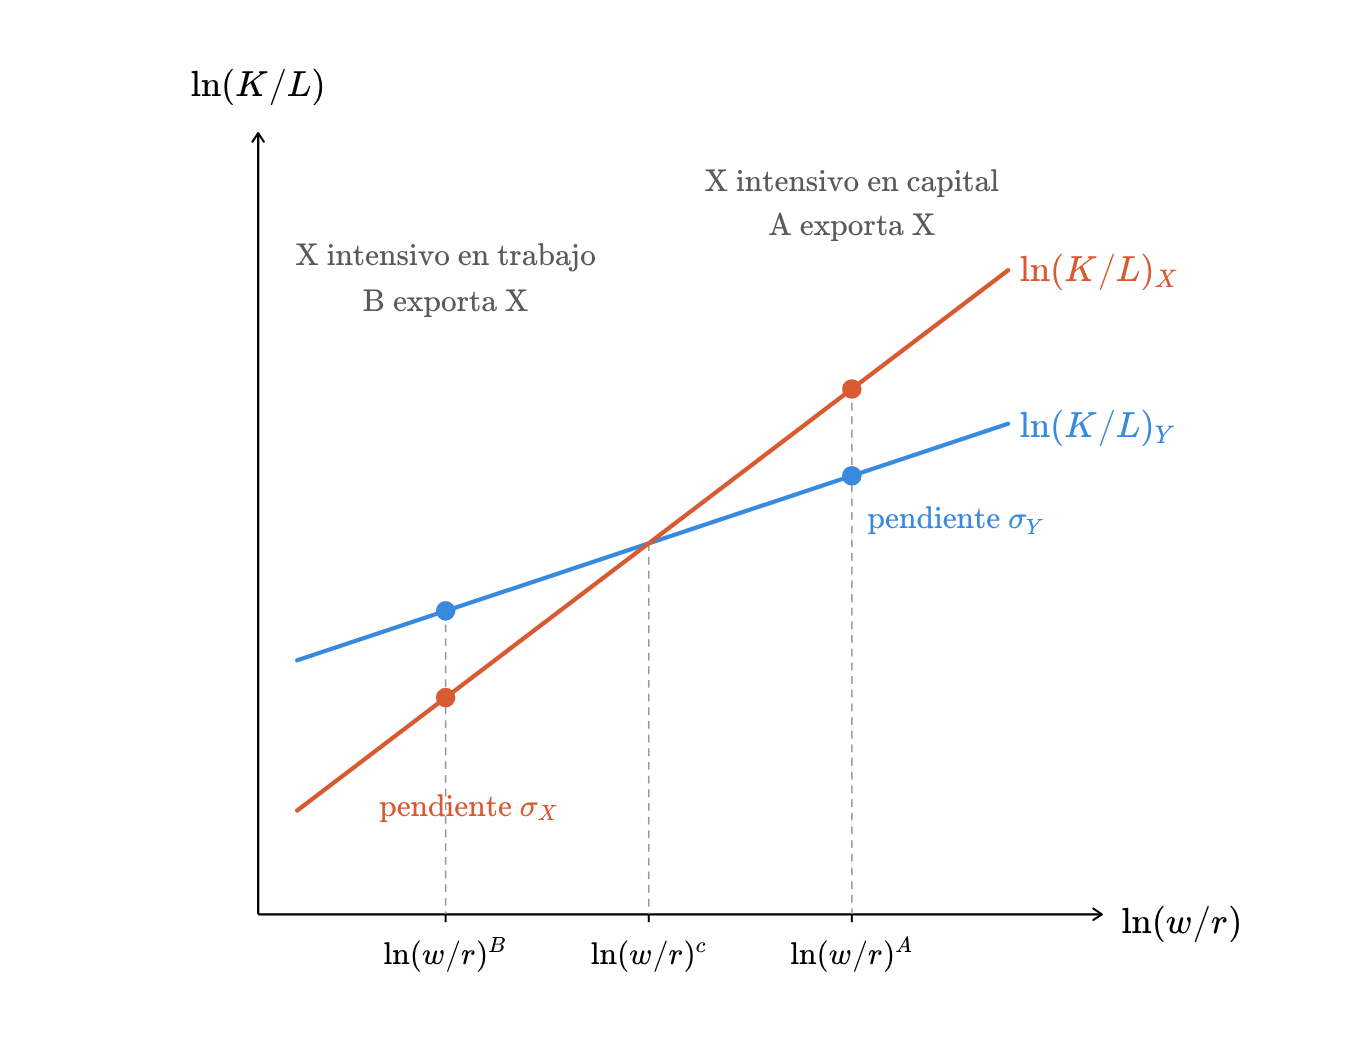 ln(K/L)
X intensivo en capital
A exporta X
X intensivo en trabajo
B exporta X
ln(K/L)_X
ln(K/L)_Y
pendiente σ_Y
pendiente σ_X
ln(w/r)
ln(w/r)^B
ln(w/r)^c
ln(w/r)^A